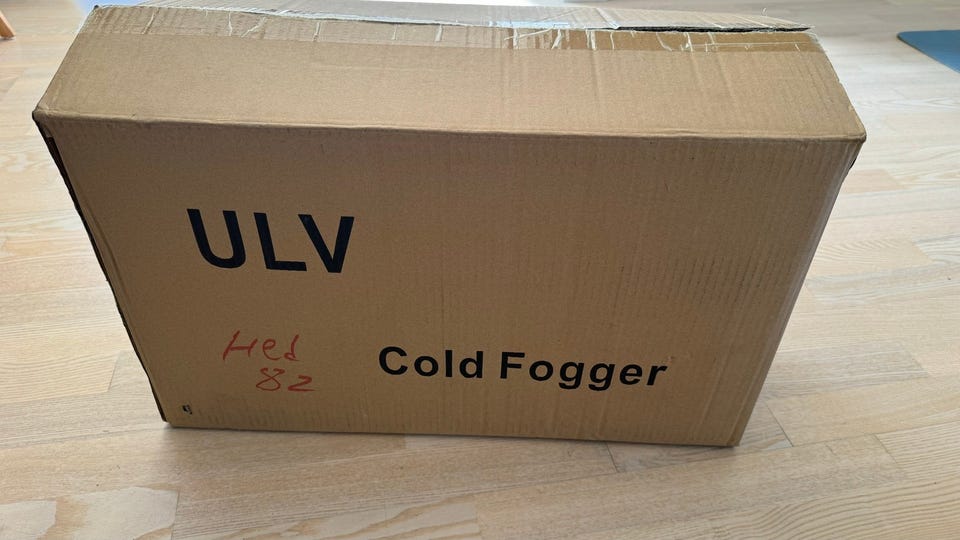 ULV
Hed
82
Cold Fogger